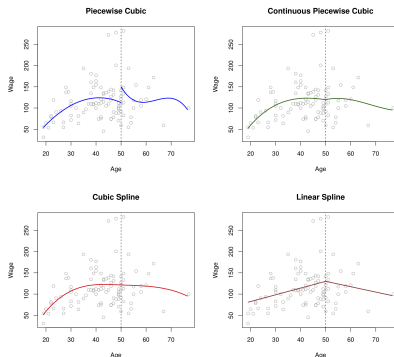 Piecewise Cubic
Wage
50 100 150 200 250
20 30 40 50 60 70
Age
Continuous Piecewise Cubic
Wage
50 100 150 200 250
20 30 40 50 60 70
Age
Cubic Spline
Wage
50 100 150 200 250
20 30 40 50 60 70
Age
Linear Spline
Wage
50 100 150 200 250
20 30 40 50 60 70
Age